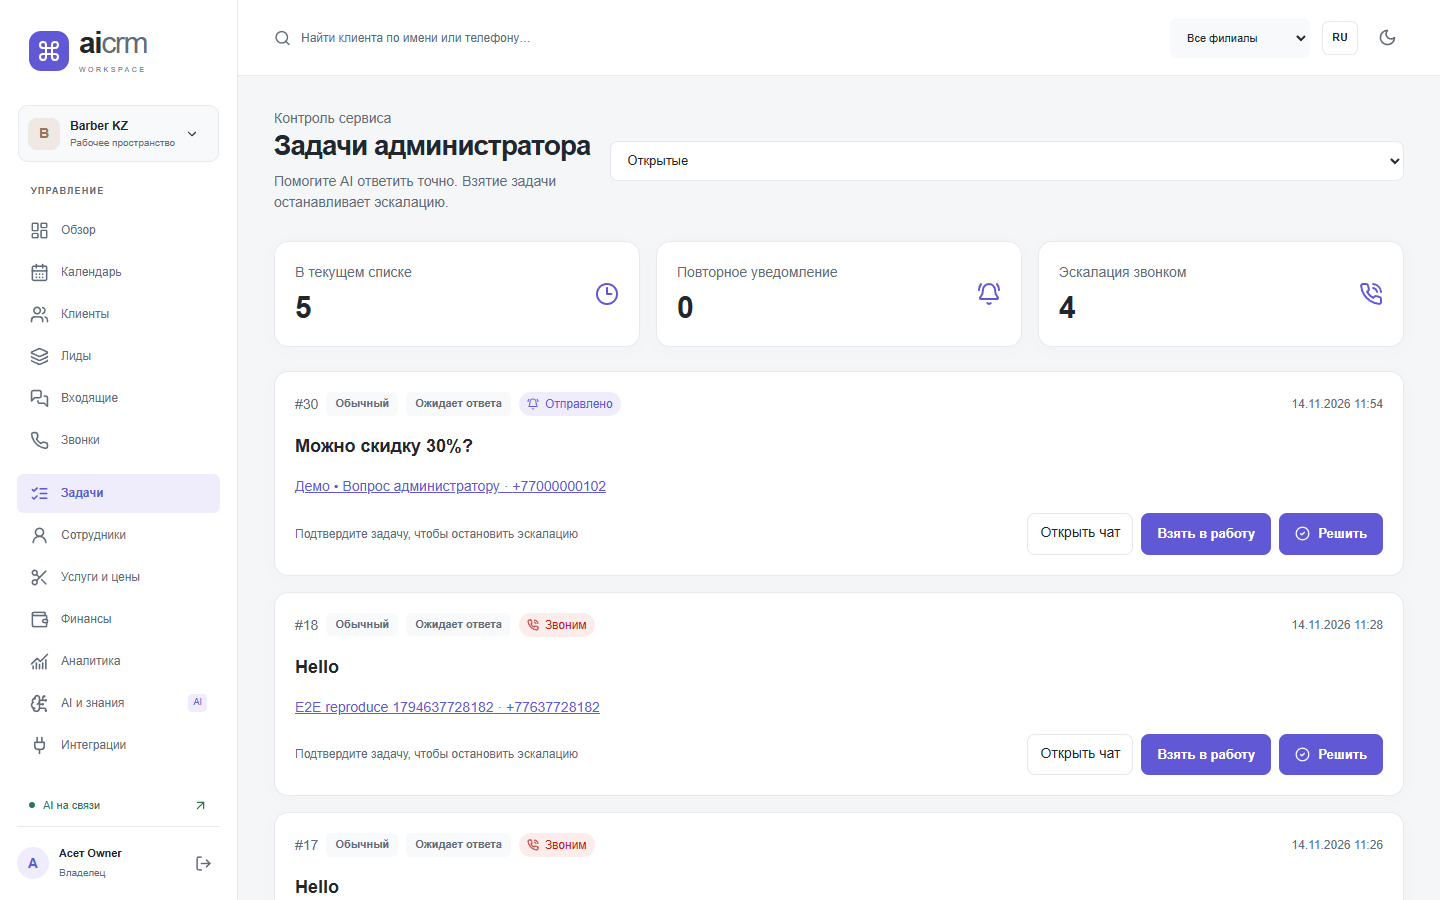 aicrm
WORKSPACE
B
Barber KZ
Рабочее пространство
УПРАВЛЕНИЕ
Обзор
Календарь
Клиенты
Лиды
Входящие
Звонки
Задачи
Сотрудники
Услуги и цены
Финансы
Аналитика
AI и знания
AI
Интеграции
AI на связи
A
Асет Owner
Владелец
Найти клиента по имени или телефону...
Все филиалы
RU
Контроль сервиса
Задачи администратора
Помогите AI ответить точно. Взятие задачи
останавливает эскалацию.
Открытые
В текущем списке
5
Повторное уведомление
0
Эскалация звонком
4
#30 Обычный Ожидает ответа Отправлено 14.11.2026 11:54
Можно скидку 30%?
Демо • Вопрос администратору · +77000000102
Подтвердите задачу, чтобы остановить эскалацию
Открыть чат Взять в работу Решить
#18 Обычный Ожидает ответа Звоним 14.11.2026 11:28
Hello
E2E reproduce 1794637728182 · +77637728182
Подтвердите задачу, чтобы остановить эскалацию
Открыть чат Взять в работу Решить
#17 Обычный Ожидает ответа Звоним 14.11.2026 11:26
Hello